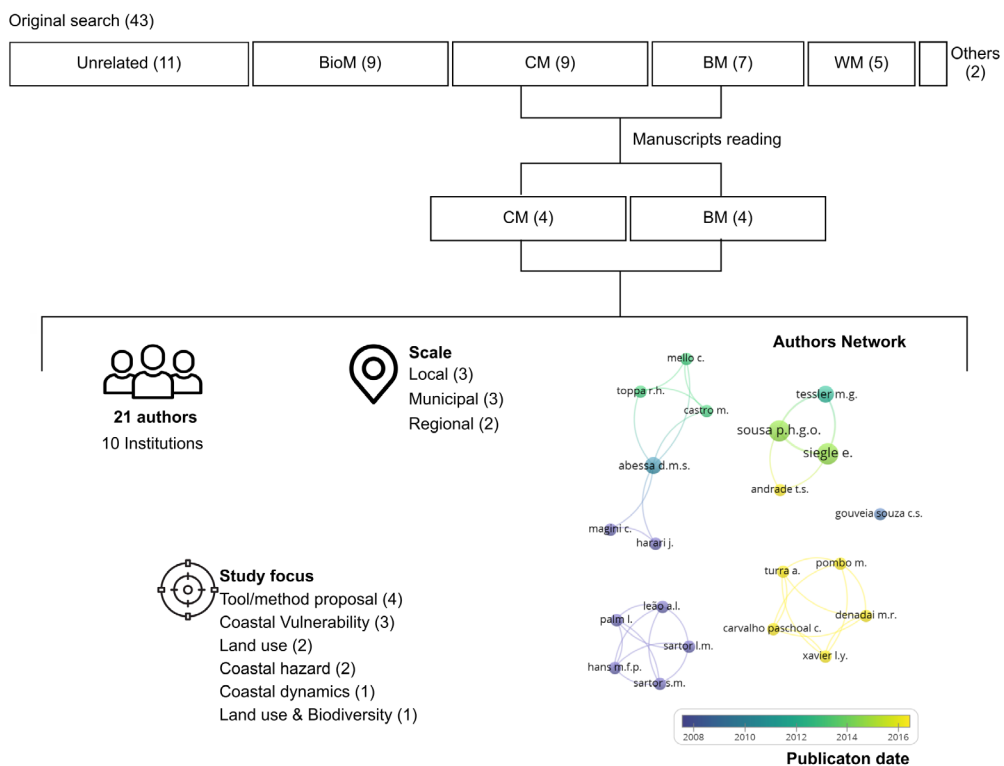 Original search (43)
Unrelated (11)
BioM (9)
CM (9)
BM (7)
WM (5)
Others
(2)
Manuscripts reading
CM (4)
BM (4)
21 authors
10 Institutions
Scale
Local (3)
Municipal (3)
Regional (2)
Authors Network
mello c.
toppa r.h.
castro m.
abessa d.m.s.
magini c.
harari j.
tessler m.g.
sousa p.h.g.o.
siegle e.
andrade t.s.
gouveia souza c.s.
Study focus
Tool/method proposal (4)
Coastal Vulnerability (3)
Land use (2)
Coastal hazard (2)
Coastal dynamics (1)
Land use & Biodiversity (1)
leão a.l.
palm l.
sartor l.m.
hans m.f.p.
sartor s.m.
turra a.
pombo m.
denadai m.r.
carvalho paschoal c.
xavier l.y.
2008 2010 2012 2014 2016
Publicaton date